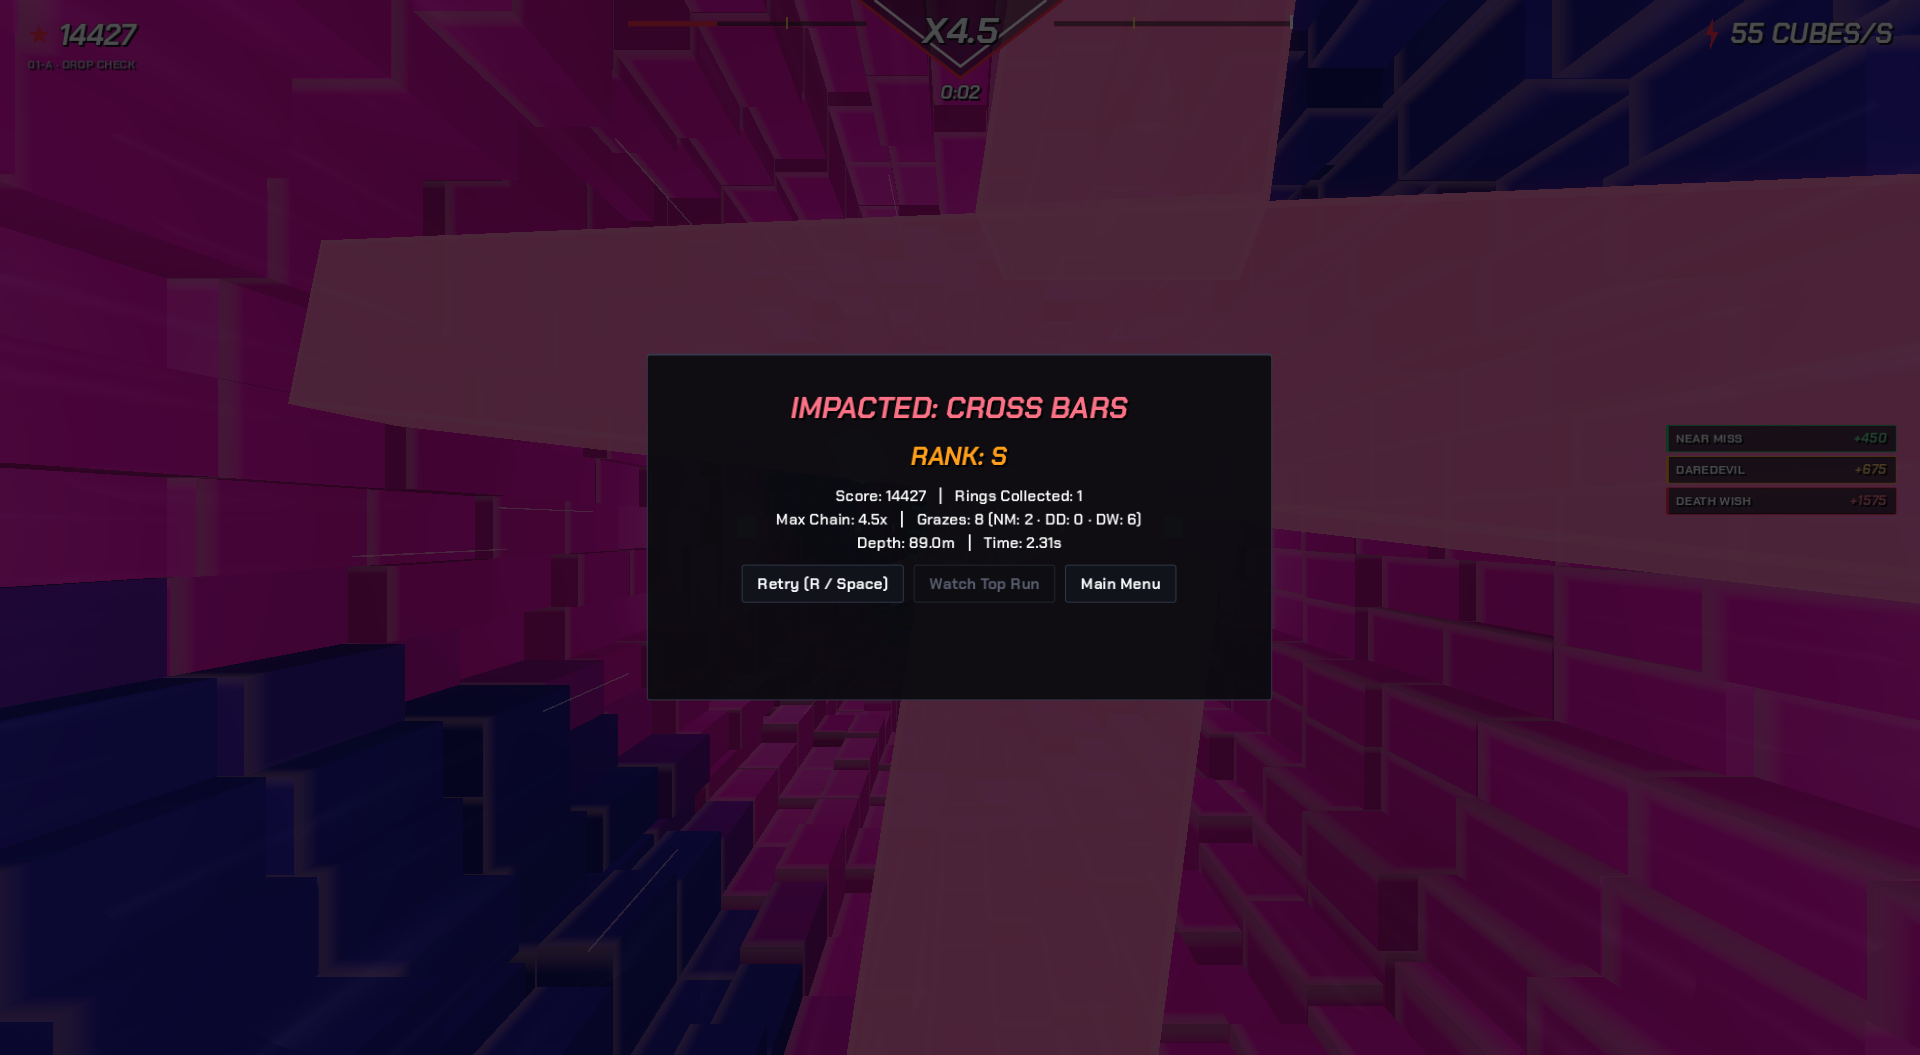 14427
01-A · DROP CHECK
X4.5
0:02
55 CUBES/S
IMPACTED: CROSS BARS
RANK: S
Score: 14427 | Rings Collected: 1
Max Chain: 4.5x | Grazes: 8 (NM: 2 · DD: 0 · DW: 6)
Depth: 89.0m | Time: 2.31s
Retry (R / Space) Watch Top Run Main Menu
NEAR MISS +450
DAREDEVIL +675
DEATH WISH +1575